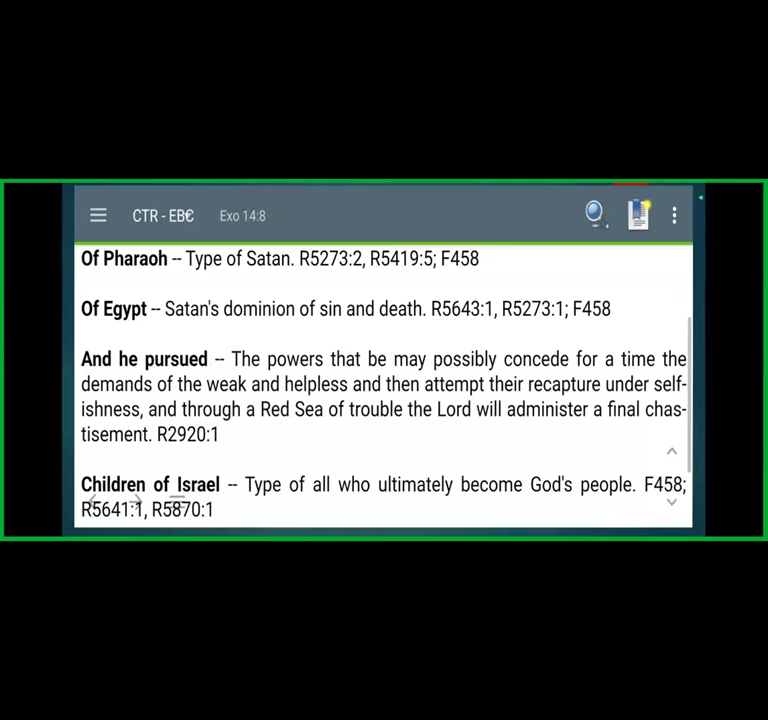 CTR - EB€ Exo 14:8
Of Pharaoh -- Type of Satan. R5273:2, R5419:5; F458
Of Egypt -- Satan's dominion of sin and death. R5643:1, R5273:1; F458
And he pursued -- The powers that be may possibly concede for a time the
demands of the weak and helpless and then attempt their recapture under self-
ishness, and through a Red Sea of trouble the Lord will administer a final chas-
tisement. R2920:1
Children of Israel -- Type of all who ultimately become God's people. F458;
R5641:1, R5870:1